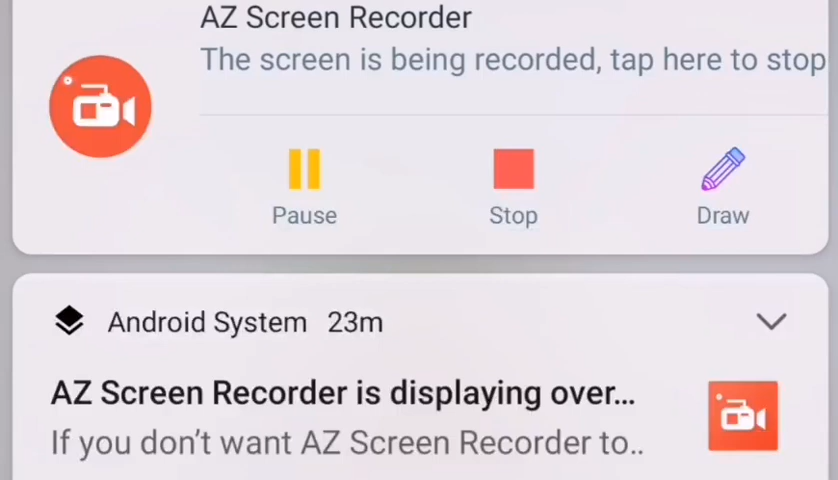 AZ Screen Recorder
The screen is being recorded, tap here to stop
Pause Stop Draw
Android System 23m
AZ Screen Recorder is displaying over...
If you don't want AZ Screen Recorder to..